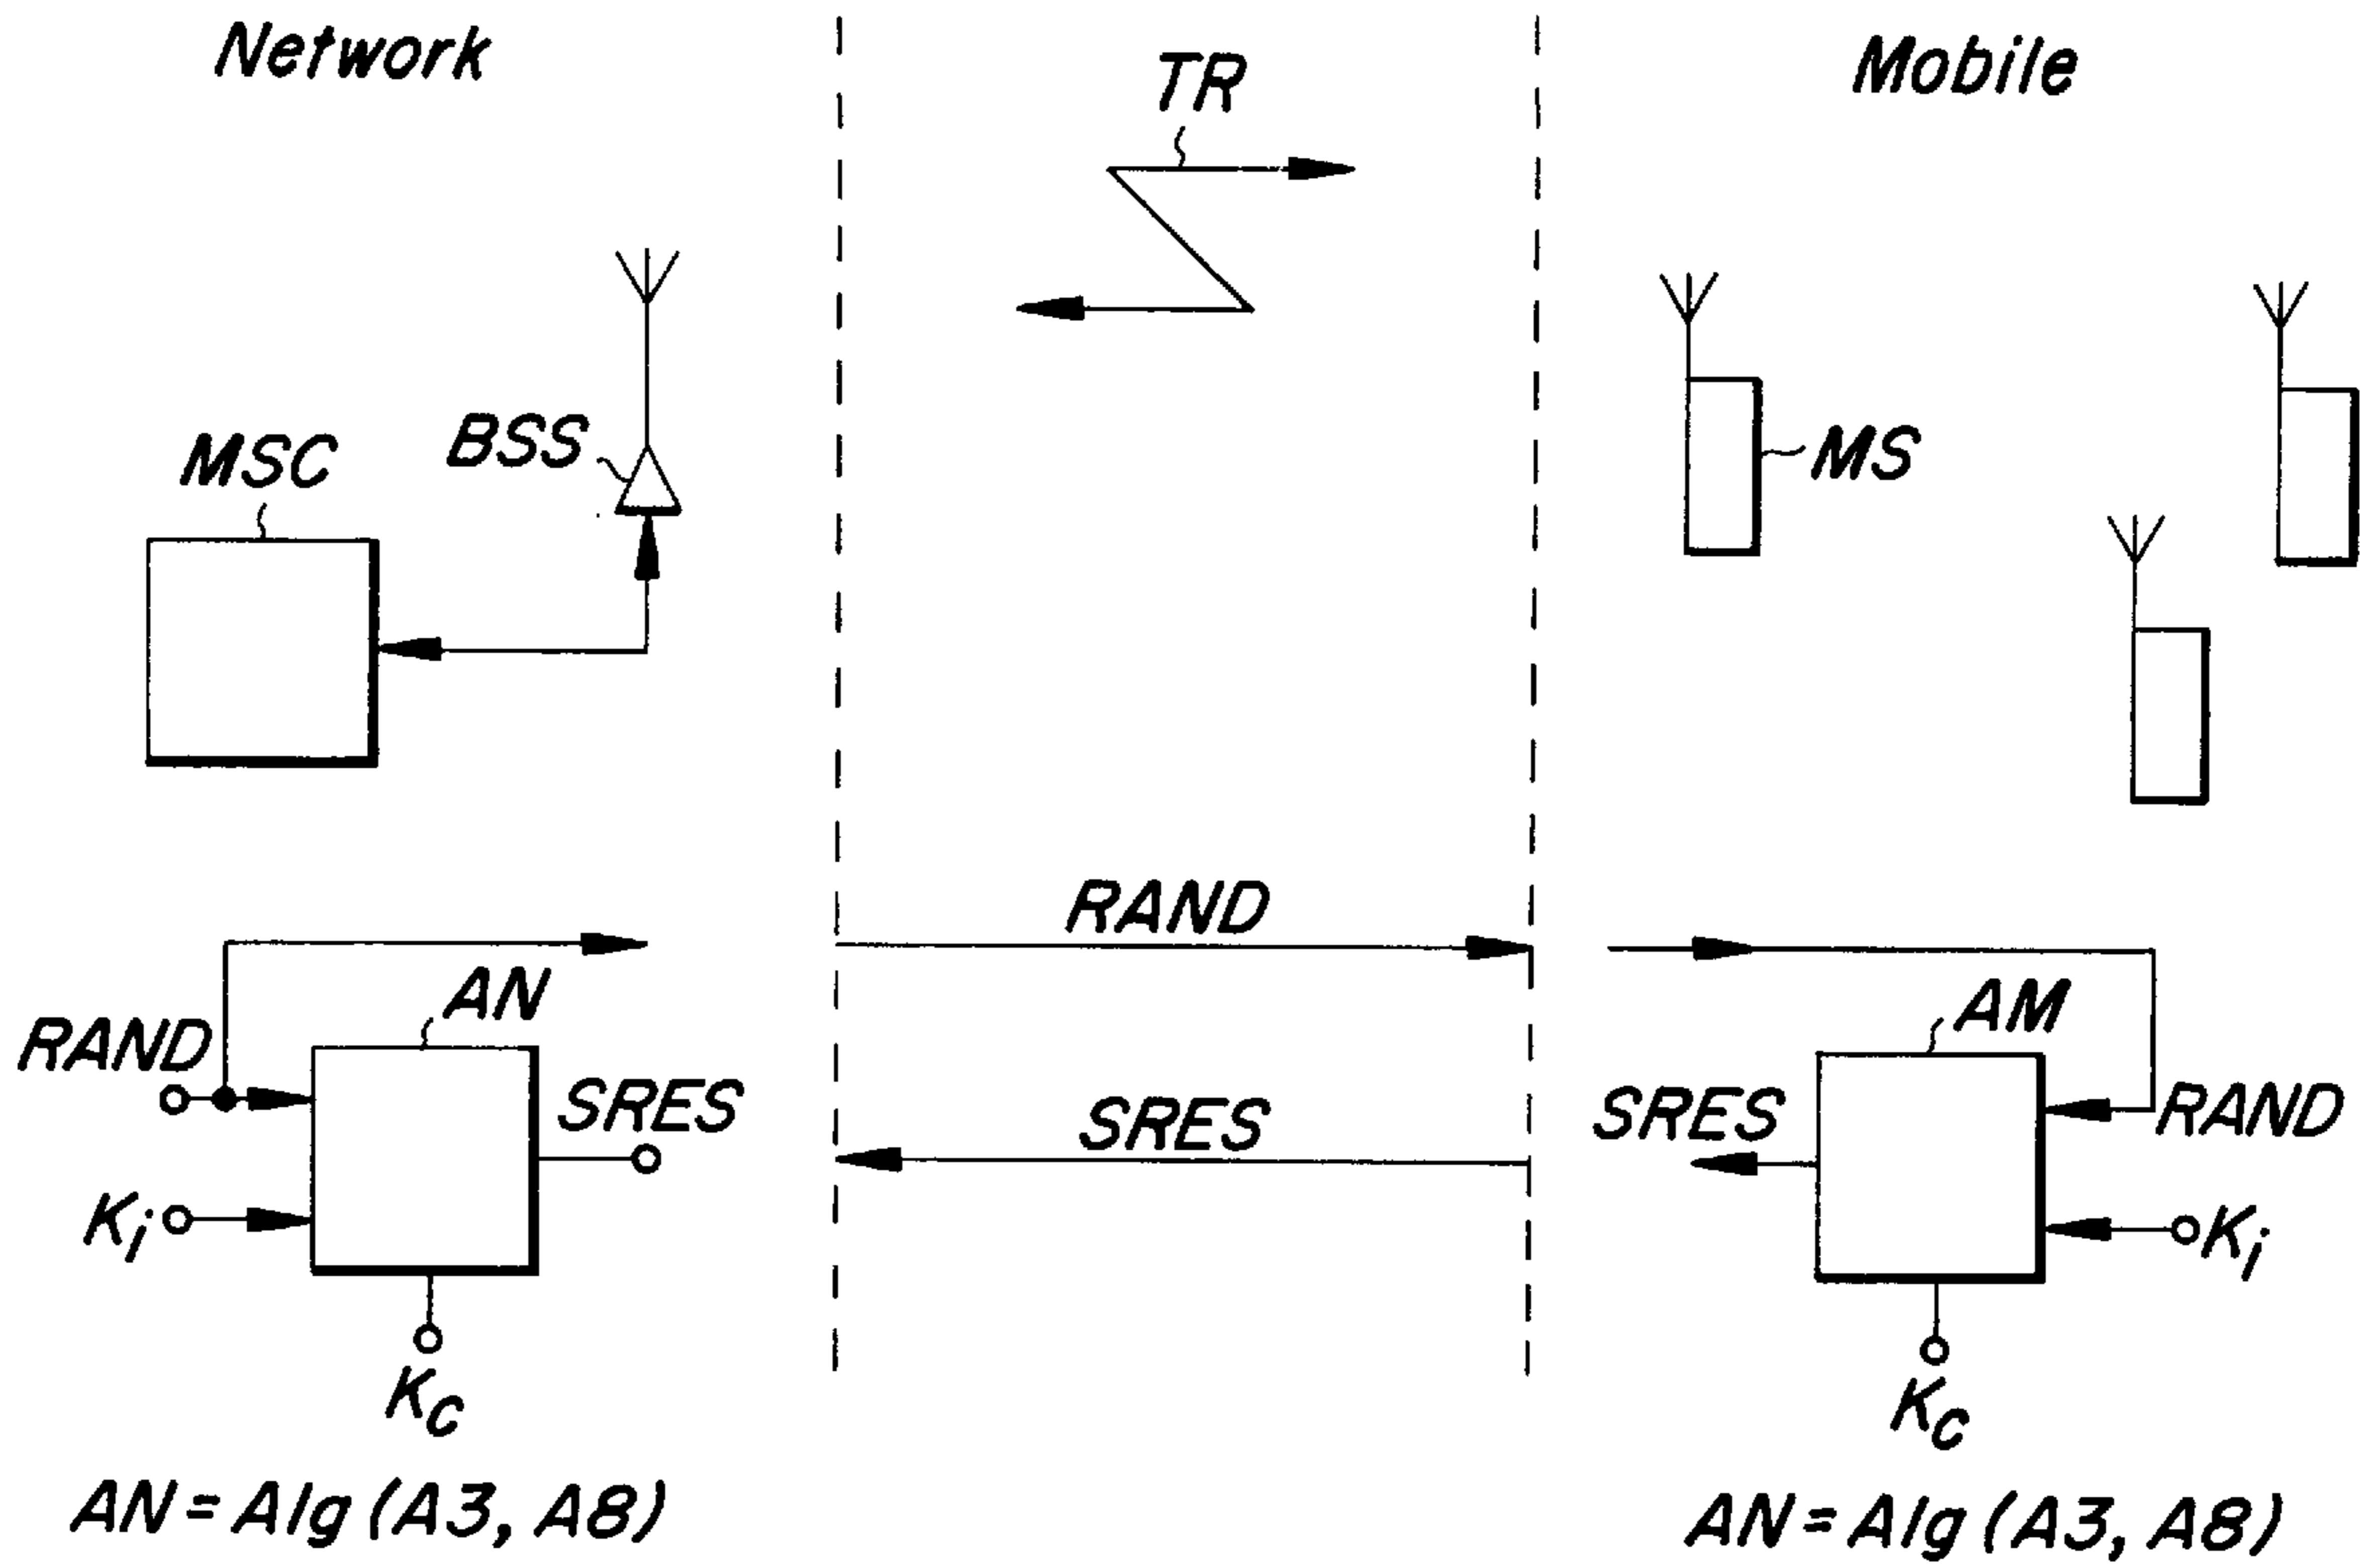 Network
TR
Mobile
BSS
MSC
MS
RAND
AN
AM
RAND
SRES
SRES
SRES
RAND
Ki
Ki
Kc
Kc
AN=Alg(A3, A8)
AN=Alg(A3, A8)